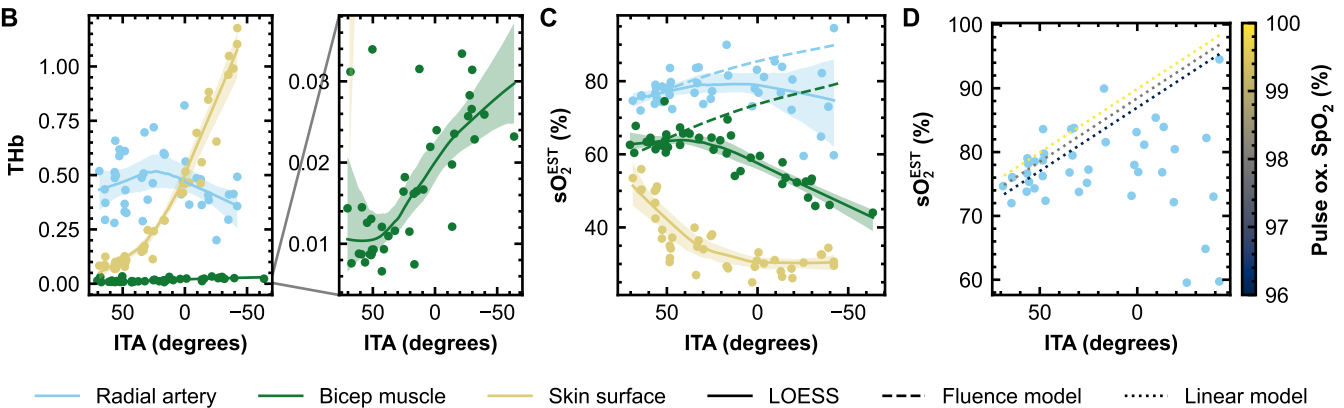 B
THb
1.00
0.75
0.50
0.25
0.00
50 0 −50
ITA (degrees)
0.03
0.02
0.01
50 0 −50
ITA (degrees)
C
sO₂ᴱˢᵀ (%)
100
80
60
40
50 0 −50
ITA (degrees)
D
sO₂ᴱˢᵀ (%)
100
90
80
70
60
50 0
ITA (degrees)
Pulse ox. SpO₂ (%)
100
99
98
97
96
Radial artery Bicep muscle Skin surface LOESS Fluence model Linear model